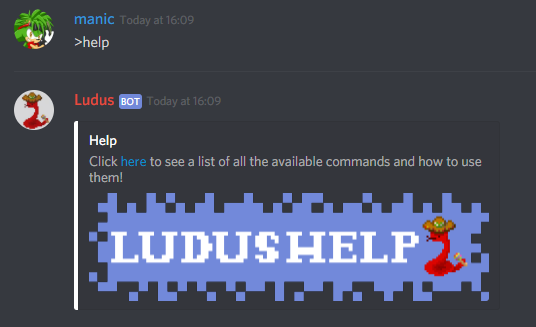 manic Today at 16:09
>help
Ludus BOT Today at 16:09
Help
Click here to see a list of all the available commands and how to use
them!
LUDUSHELP